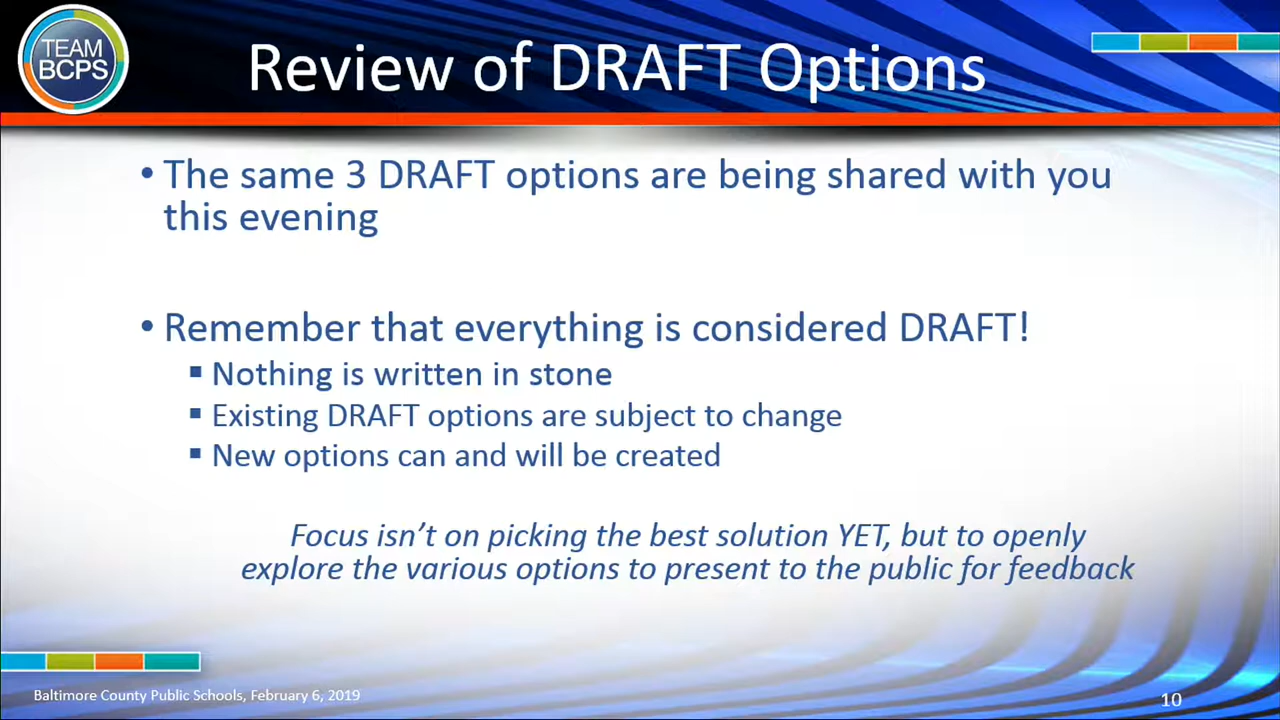 TEAM
BCPS
Review of DRAFT Options
• The same 3 DRAFT options are being shared with you
this evening
• Remember that everything is considered DRAFT!
▪ Nothing is written in stone
▪ Existing DRAFT options are subject to change
▪ New options can and will be created
Focus isn’t on picking the best solution YET, but to openly
explore the various options to present to the public for feedback
Baltimore County Public Schools, February 6, 2019
10